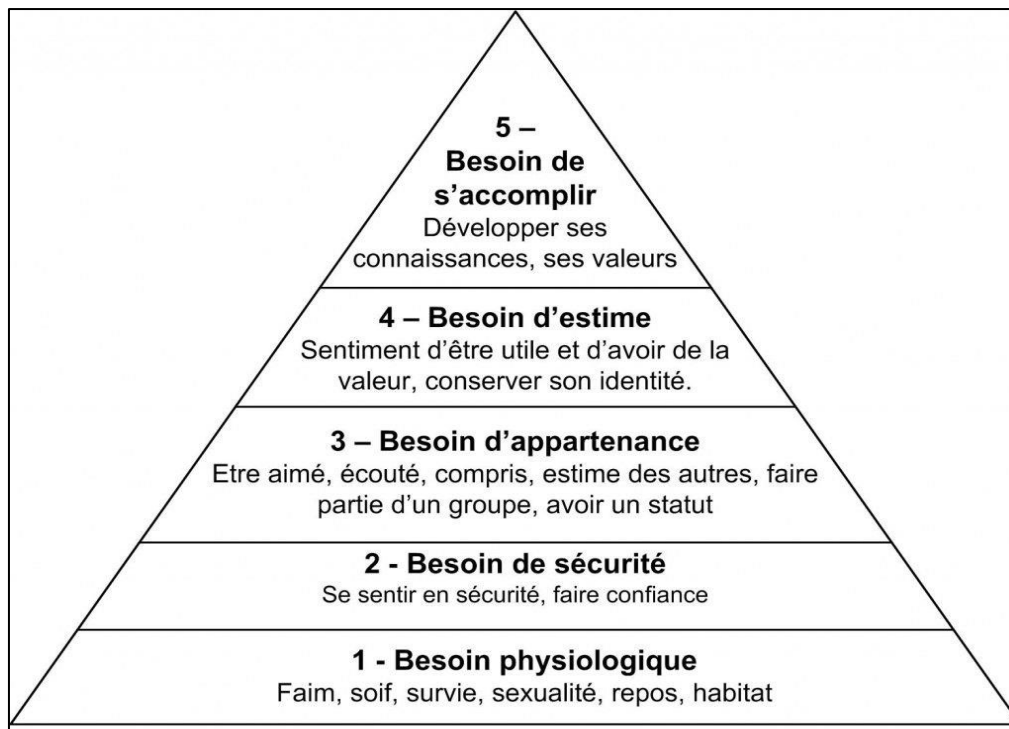 5 –
Besoin de
s’accomplir
Développer ses
connaissances, ses valeurs
4 – Besoin d’estime
Sentiment d’être utile et d’avoir de la
valeur, conserver son identité.
3 – Besoin d’appartenance
Etre aimé, écouté, compris, estime des autres, faire
partie d’un groupe, avoir un statut
2 - Besoin de sécurité
Se sentir en sécurité, faire confiance
1 - Besoin physiologique
Faim, soif, survie, sexualité, repos, habitat